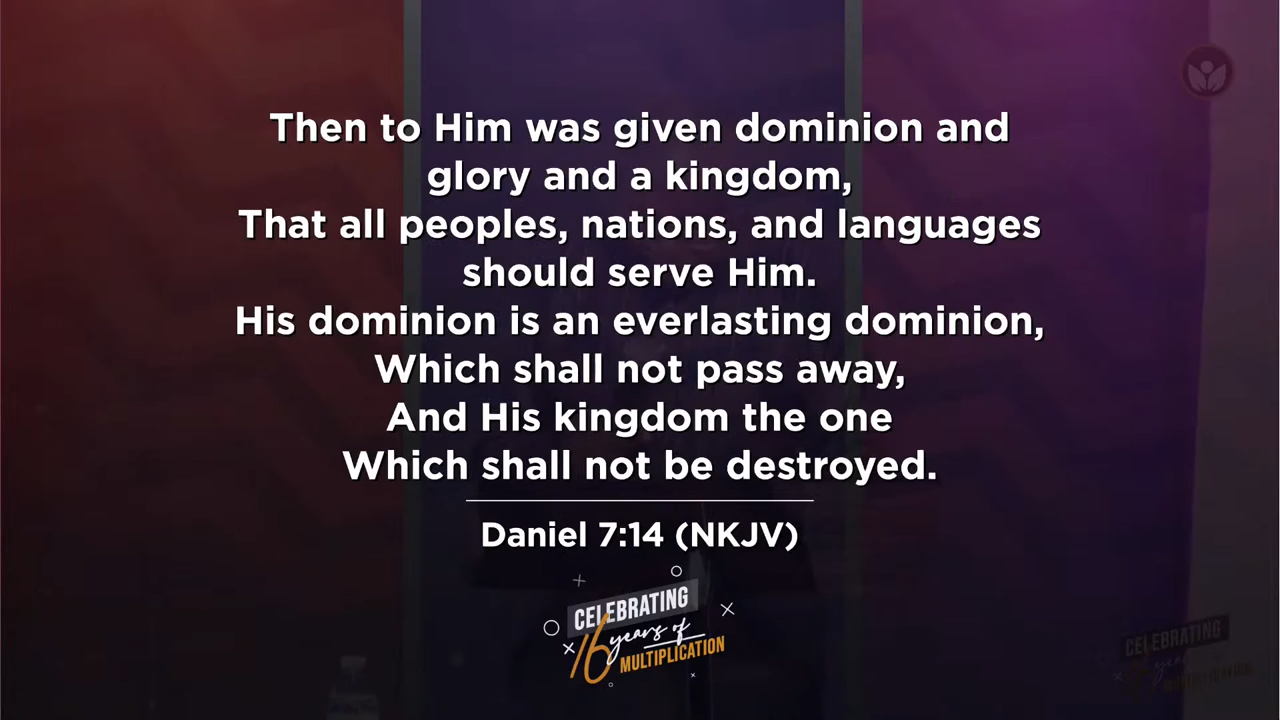 Then to Him was given dominion and
glory and a kingdom,
That all peoples, nations, and languages
should serve Him.
His dominion is an everlasting dominion,
Which shall not pass away,
And His kingdom the one
Which shall not be destroyed.
Daniel 7:14 (NKJV)
CELEBRATING
16 years of
MULTIPLICATION
CELEBRATING